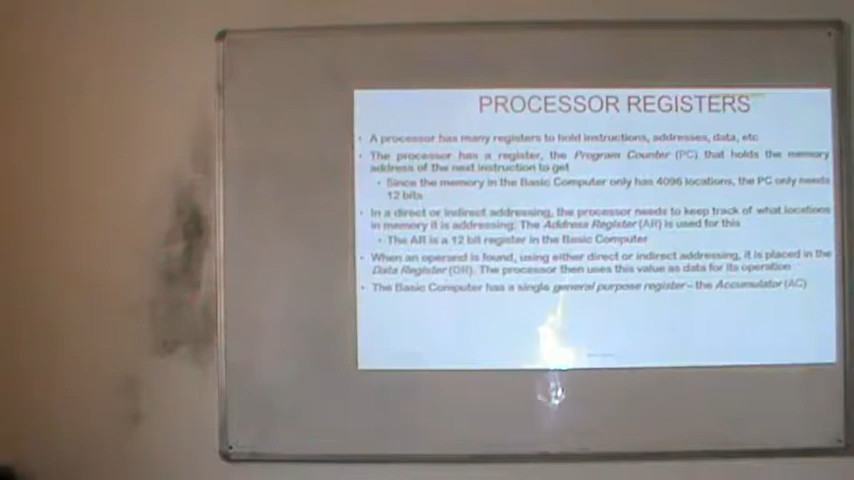 PROCESSOR REGISTERS
• A processor has many registers to hold instructions, addresses, data, etc
• The processor has a register, the Program Counter (PC) that holds the memory
address of the next instruction to get
• Since the memory in the Basic Computer only has 4096 locations, the PC only needs
12 bits
• In a direct or indirect addressing, the processor needs to keep track of what locations
in memory it is addressing: The Address Register (AR) is used for this
• The AR is a 12 bit register in the Basic Computer
• When an operand is found, using either direct or indirect addressing, it is placed in the
Data Register (DR). The processor then uses this value as data for its operation
• The Basic Computer has a single general purpose register – the Accumulator (AC)